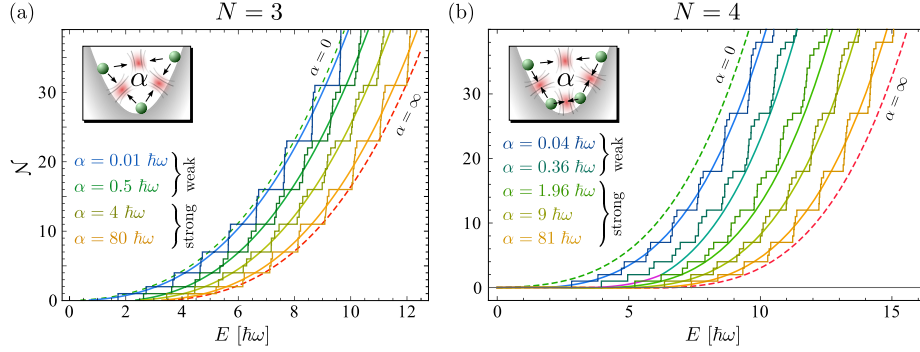 (a)
N = 3
𝒩
30
20
10
0
α
α = 0
α = ∞
α = 0.01 ħω
α = 0.5 ħω
weak
α = 4 ħω
α = 80 ħω
strong
0
2
4
6
8
10
12
E [ħω]
(b)
N = 4
30
20
10
0
α
α = 0
α = ∞
α = 0.04 ħω
α = 0.36 ħω
weak
α = 1.96 ħω
α = 9 ħω
α = 81 ħω
strong
0
5
10
15
E [ħω]